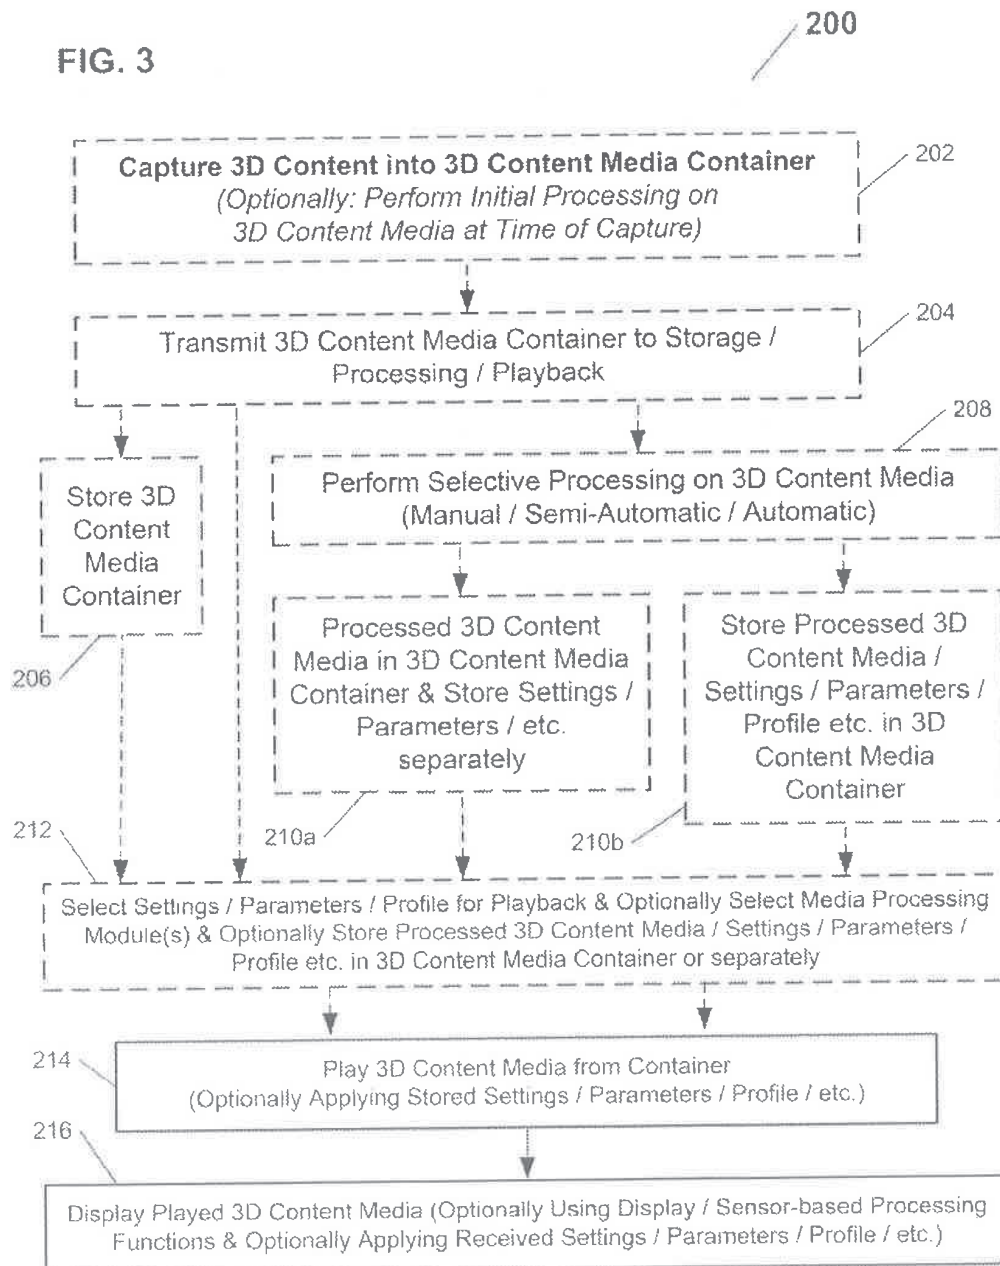 200
FIG. 3
Capture 3D Content into 3D Content Media Container
(Optionally: Perform Initial Processing on
3D Content Media at Time of Capture)
202
204
Transmit 3D Content Media Container to Storage /
Processing / Playback
208
Store 3D
Content
Media
Container
206
Perform Selective Processing on 3D Content Media
(Manual / Semi-Automatic / Automatic)
Processed 3D Content
Media in 3D Content Media
Container & Store Settings /
Parameters / etc.
separately
210a
Store Processed 3D
Content Media /
Settings / Parameters /
Profile etc. in 3D
Content Media
Container
210b
212
Select Settings / Parameters / Profile for Playback & Optionally Select Media Processing
Module(s) & Optionally Store Processed 3D Content Media / Settings / Parameters /
Profile etc. in 3D Content Media Container or separately
214
Play 3D Content Media from Container
(Optionally Applying Stored Settings / Parameters / Profile / etc.)
216
Display Played 3D Content Media (Optionally Using Display / Sensor-based Processing
Functions & Optionally Applying Received Settings / Parameters / Profile / etc.)